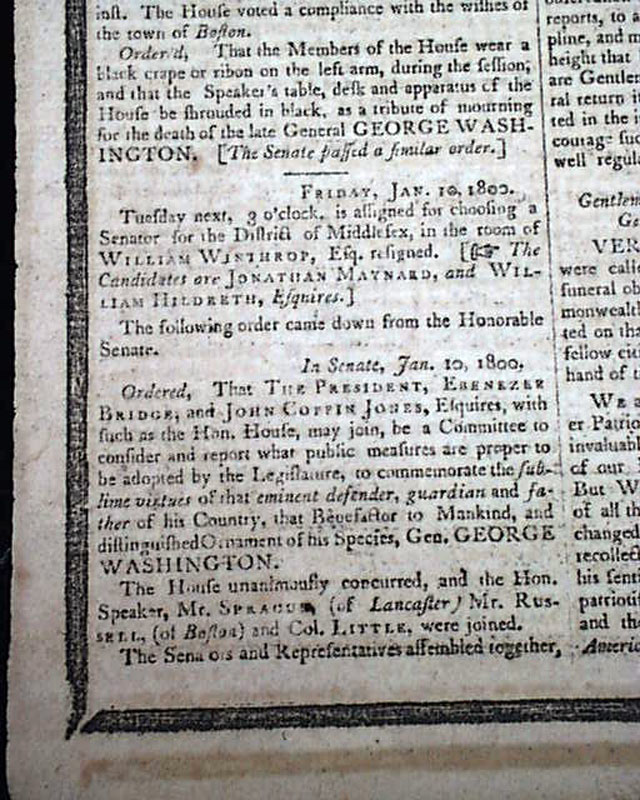 inſt. The Houſe voted a compliance with the wiſhes of
the town of Boſton.
Order'd, That the Members of the Houſe wear a
black crape or ribon on the left arm, during the ſeſſion;
and that the Speaker's table, deſk and apparatus of the
Houſe be ſhrouded in black, as a tribute of mourning
for the death of the late General GEORGE WASH-
INGTON. [The Senate paſſed a ſimular order.]
FRIDAY, JAN. 10, 1800.
Tueſday next, 3 o'clock, is aſſigned for chooſing a
Senator for the Diſtrict of Middleſex, in the room of
WILLIAM WINTHROP, Eſq. reſigned. [☞ The
Candidates are JONATHAN MAYNARD, and WIL-
LIAM HILDRETH, Eſquires.]
The following order came down from the Honorable
Senate.
In Senate, Jan. 10, 1800.
Ordered, That THE PRESIDENT, EBENEZER
BRIDGE, and JOHN COFFIN JONES, Eſquires, with
ſuch as the Hon. Houſe, may join, be a Committee to
conſider and report what public meaſures are proper to
be adopted by the Legiſlature, to commemorate the ſub-
lime virtues of that eminent defender, guardian and fa-
ther of his Country, that Benefactor to Mankind, and
diſtinguiſhed Ornament of his Species, Gen. GEORGE
WASHINGTON.
The Houſe unanimouſly concurred, and the Hon.
Speaker, Mr. SPRAGUE, (of Lancaſter) Mr. RUS-
SELL, (of Boſton) and Col. LITTLE, were joined.
The Senators and Repreſentatives aſſembled together,
reports, to a
pline, and m
height that
are Gentler
ral return i
ted in the i
courage ſuc
well regula
Gentlem
Ge
VER
were calle
funeral ob
monwealt
ted on tha
fellow citi
hand of t
WE a
er Patrio
invaluabl
of our
But W
of all th
changed
recollect
his ſent
patriotiſ
and the
Americ